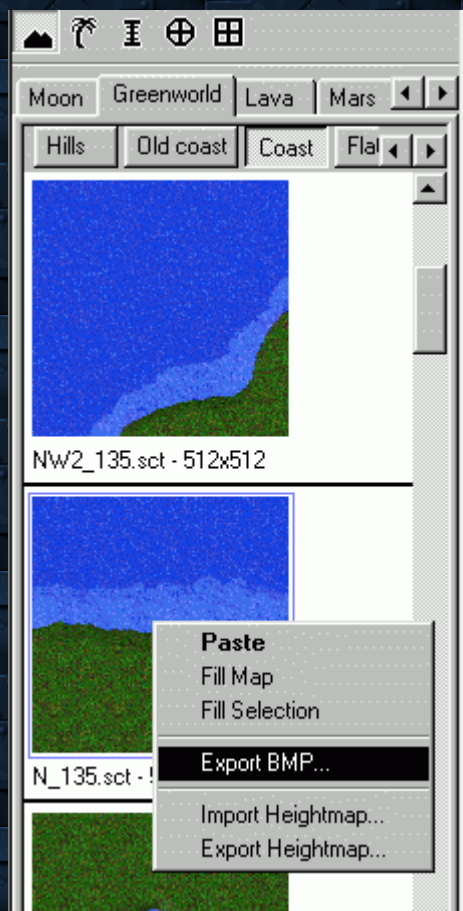 Moon Greenworld Lava Mars
Hills Old coast Coast Fla
NW2_135.sct - 512x512
Paste
Fill Map
Fill Selection
Export BMP...
N_135.sct -
Import Heightmap...
Export Heightmap...